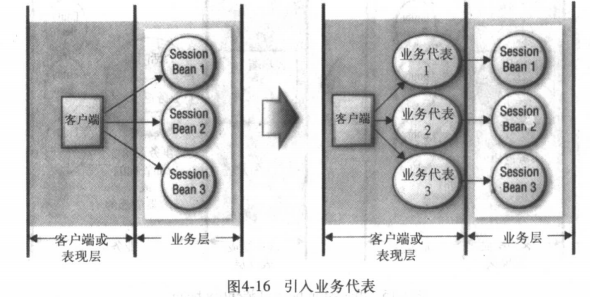 Session
Bean 1
客户端
Session
Bean 2
Session
Bean 3
客户端或
表现层
业务层
业务代表
1
Session
Bean 1
客户端
业务代表
2
Session
Bean 2
业务代表
3
Session
Bean 3
客户端或
表现层
业务层
图4-16 引入业务代表